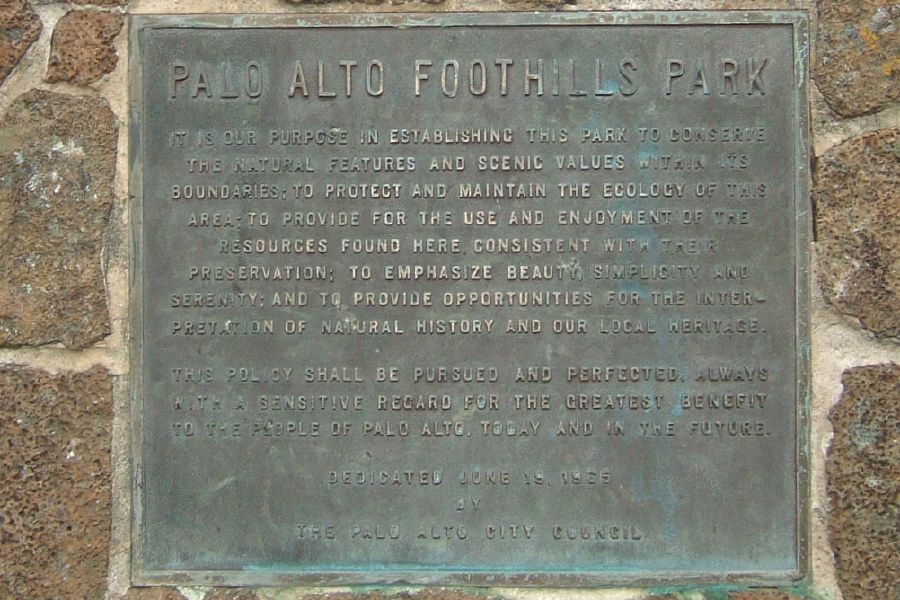 PALO ALTO FOOTHILLS PARK
IT IS OUR PURPOSE IN ESTABLISHING THIS PARK TO CONSERVE
THE NATURAL FEATURES AND SCENIC VALUES WITHIN ITS
BOUNDARIES; TO PROTECT AND MAINTAIN THE ECOLOGY OF THIS
AREA; TO PROVIDE FOR THE USE AND ENJOYMENT OF THE
RESOURCES FOUND HERE, CONSISTENT WITH THEIR
PRESERVATION; TO EMPHASIZE BEAUTY, SIMPLICITY AND
SERENITY; AND TO PROVIDE OPPORTUNITIES FOR THE INTER-
PRETATION OF NATURAL HISTORY AND OUR LOCAL HERITAGE.
THIS POLICY SHALL BE PURSUED AND PERFECTED, ALWAYS
WITH A SENSITIVE REGARD FOR THE GREATEST BENEFIT
TO THE PEOPLE OF PALO ALTO, TODAY AND IN THE FUTURE.
DEDICATED JUNE 19, 1965
BY
THE PALO ALTO CITY COUNCIL